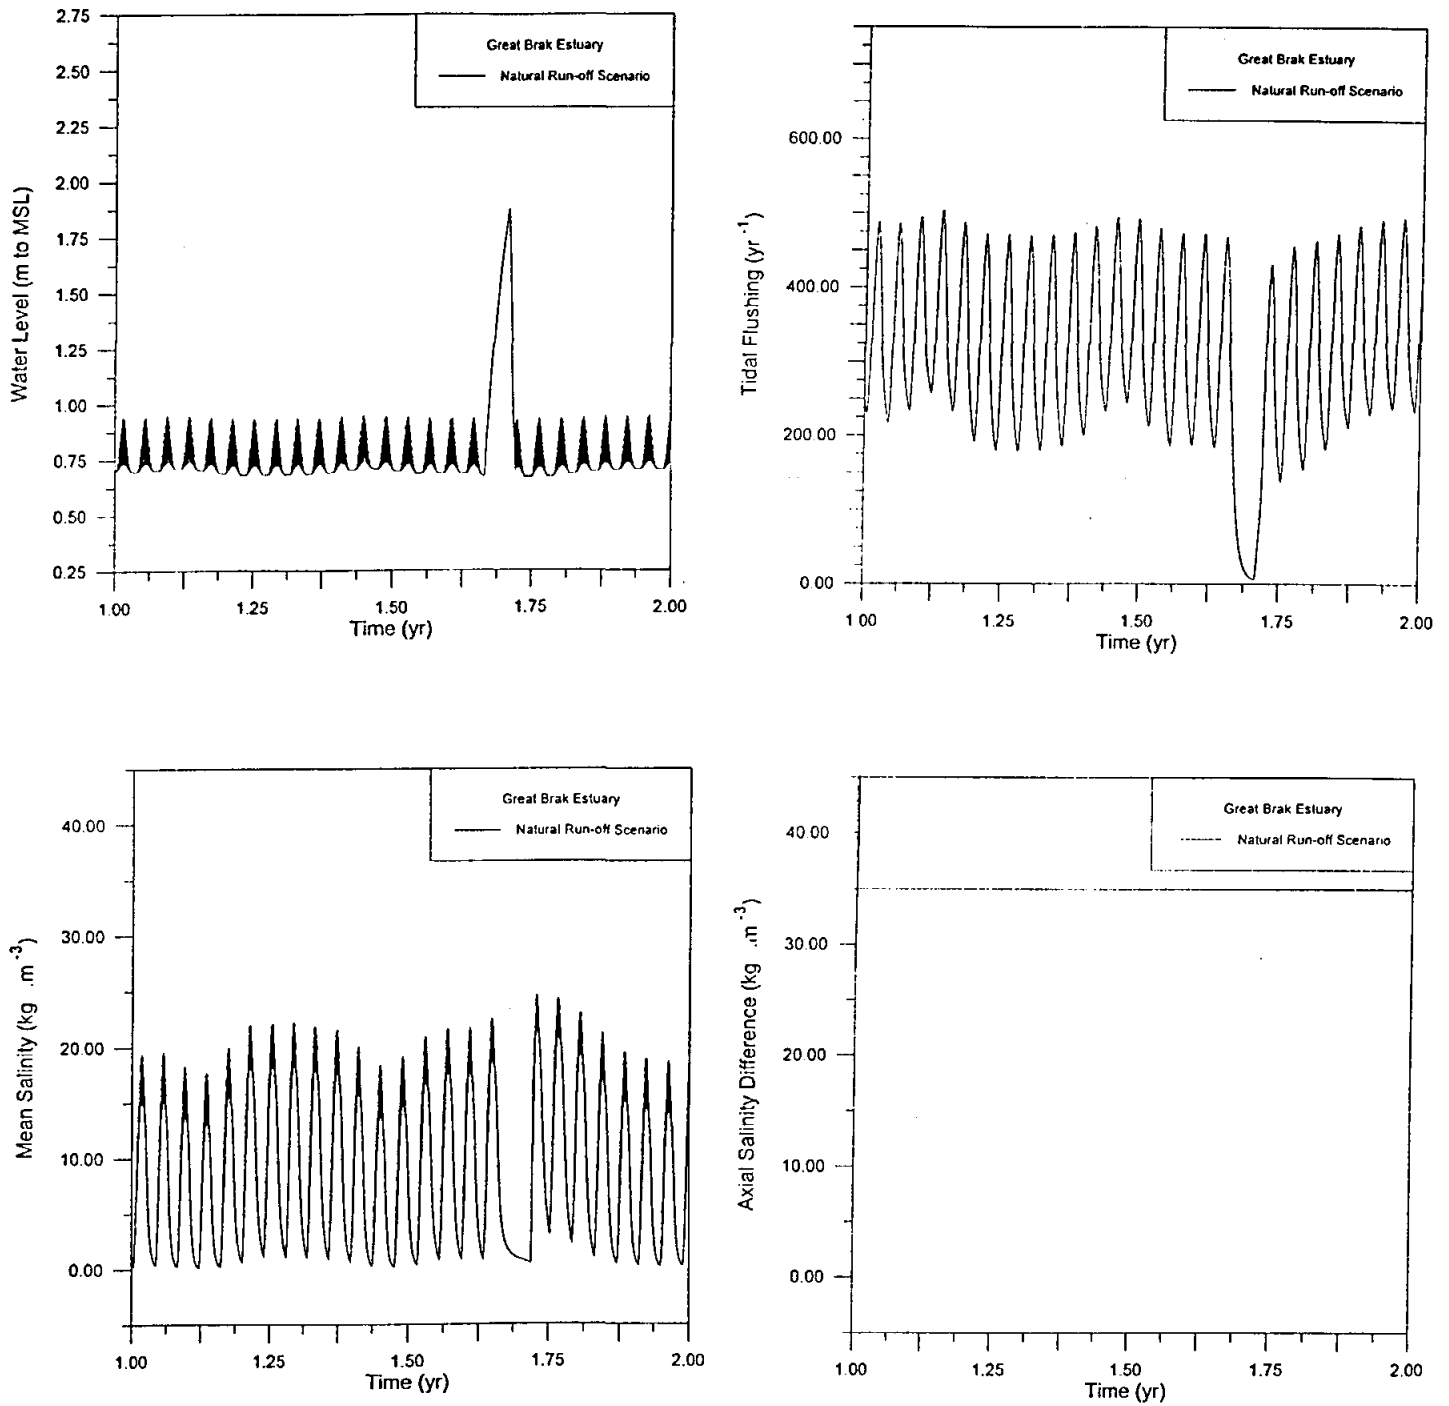 2.75
2.50
2.25
2.00
1.75
1.50
1.25
1.00
0.75
0.50
0.25
Water Level (m to MSL)
Great Brak Estuary
Natural Run-off Scenario
1.00
1.25
1.50
1.75
2.00
Time (yr)
600.00
400.00
200.00
0.00
Tidal Flushing (yr -1)
Great Brak Estuary
Natural Run-off Scenario
1 00
1.25
1.50
1.75
2.00
Time (yr)
40.00
30.00
20.00
10.00
0.00
Mean Salinity (kg .m -3)
Great Brak Estuary
Natural Run-off Scenario
1.00
1.25
1.50
1.75
2.00
Time (yr)
40.00
30.00
20 00
10.00
0.00
Axial Salinity Difference (kg .m -3)
Great Brak Estuary
Natural Run-off Scenario
1.00
1.25
1.50
1.75
2.00
Time (yr)